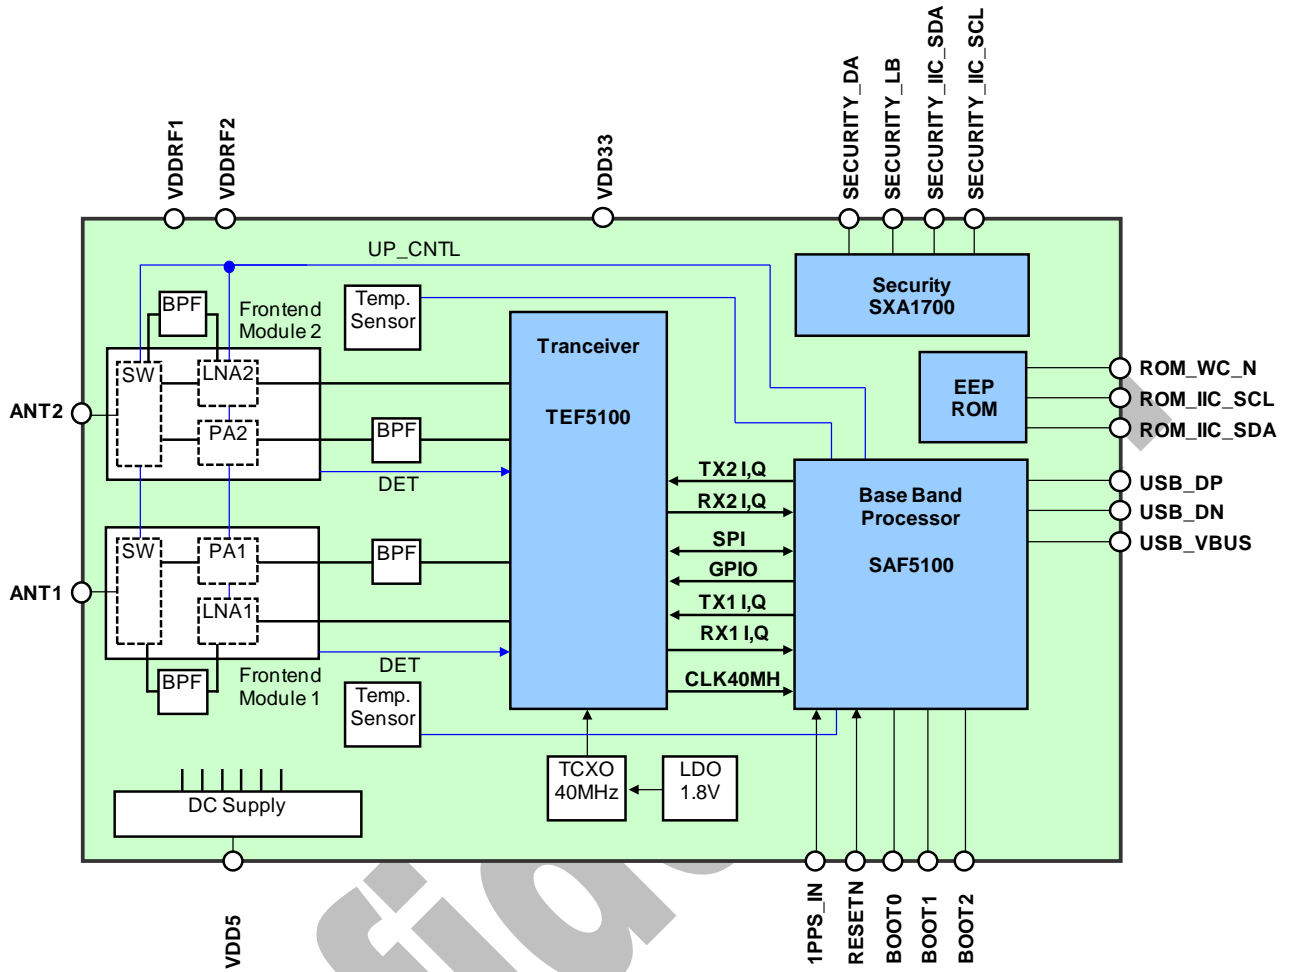 SECURITY_DA
SECURITY_LB
SECURITY_IIC_SDA
SECURITY_IIC_SCL
VDDRF1
VDDRF2
VDD33
UP_CNTL
BPF
Frontend
Module 2
Temp.
Sensor
Security
SXA1700
Tranceiver
TEF5100
SW
LNA2
PA2
BPF
DET
ANT2
EEP
ROM
ROM_WC_N
ROM_IIC_SCL
ROM_IIC_SDA
TX2 I,Q
RX2 I,Q
SPI
GPIO
TX1 I,Q
RX1 I,Q
CLK40MH
Base Band
Processor
SAF5100
USB_DP
USB_DN
USB_VBUS
SW
PA1
LNA1
BPF
ANT1
DET
BPF
Frontend
Module 1
Temp.
Sensor
TCXO
40MHz
LDO
1.8V
DC Supply
VDD5
1PPS_IN
RESETN
BOOT0
BOOT1
BOOT2